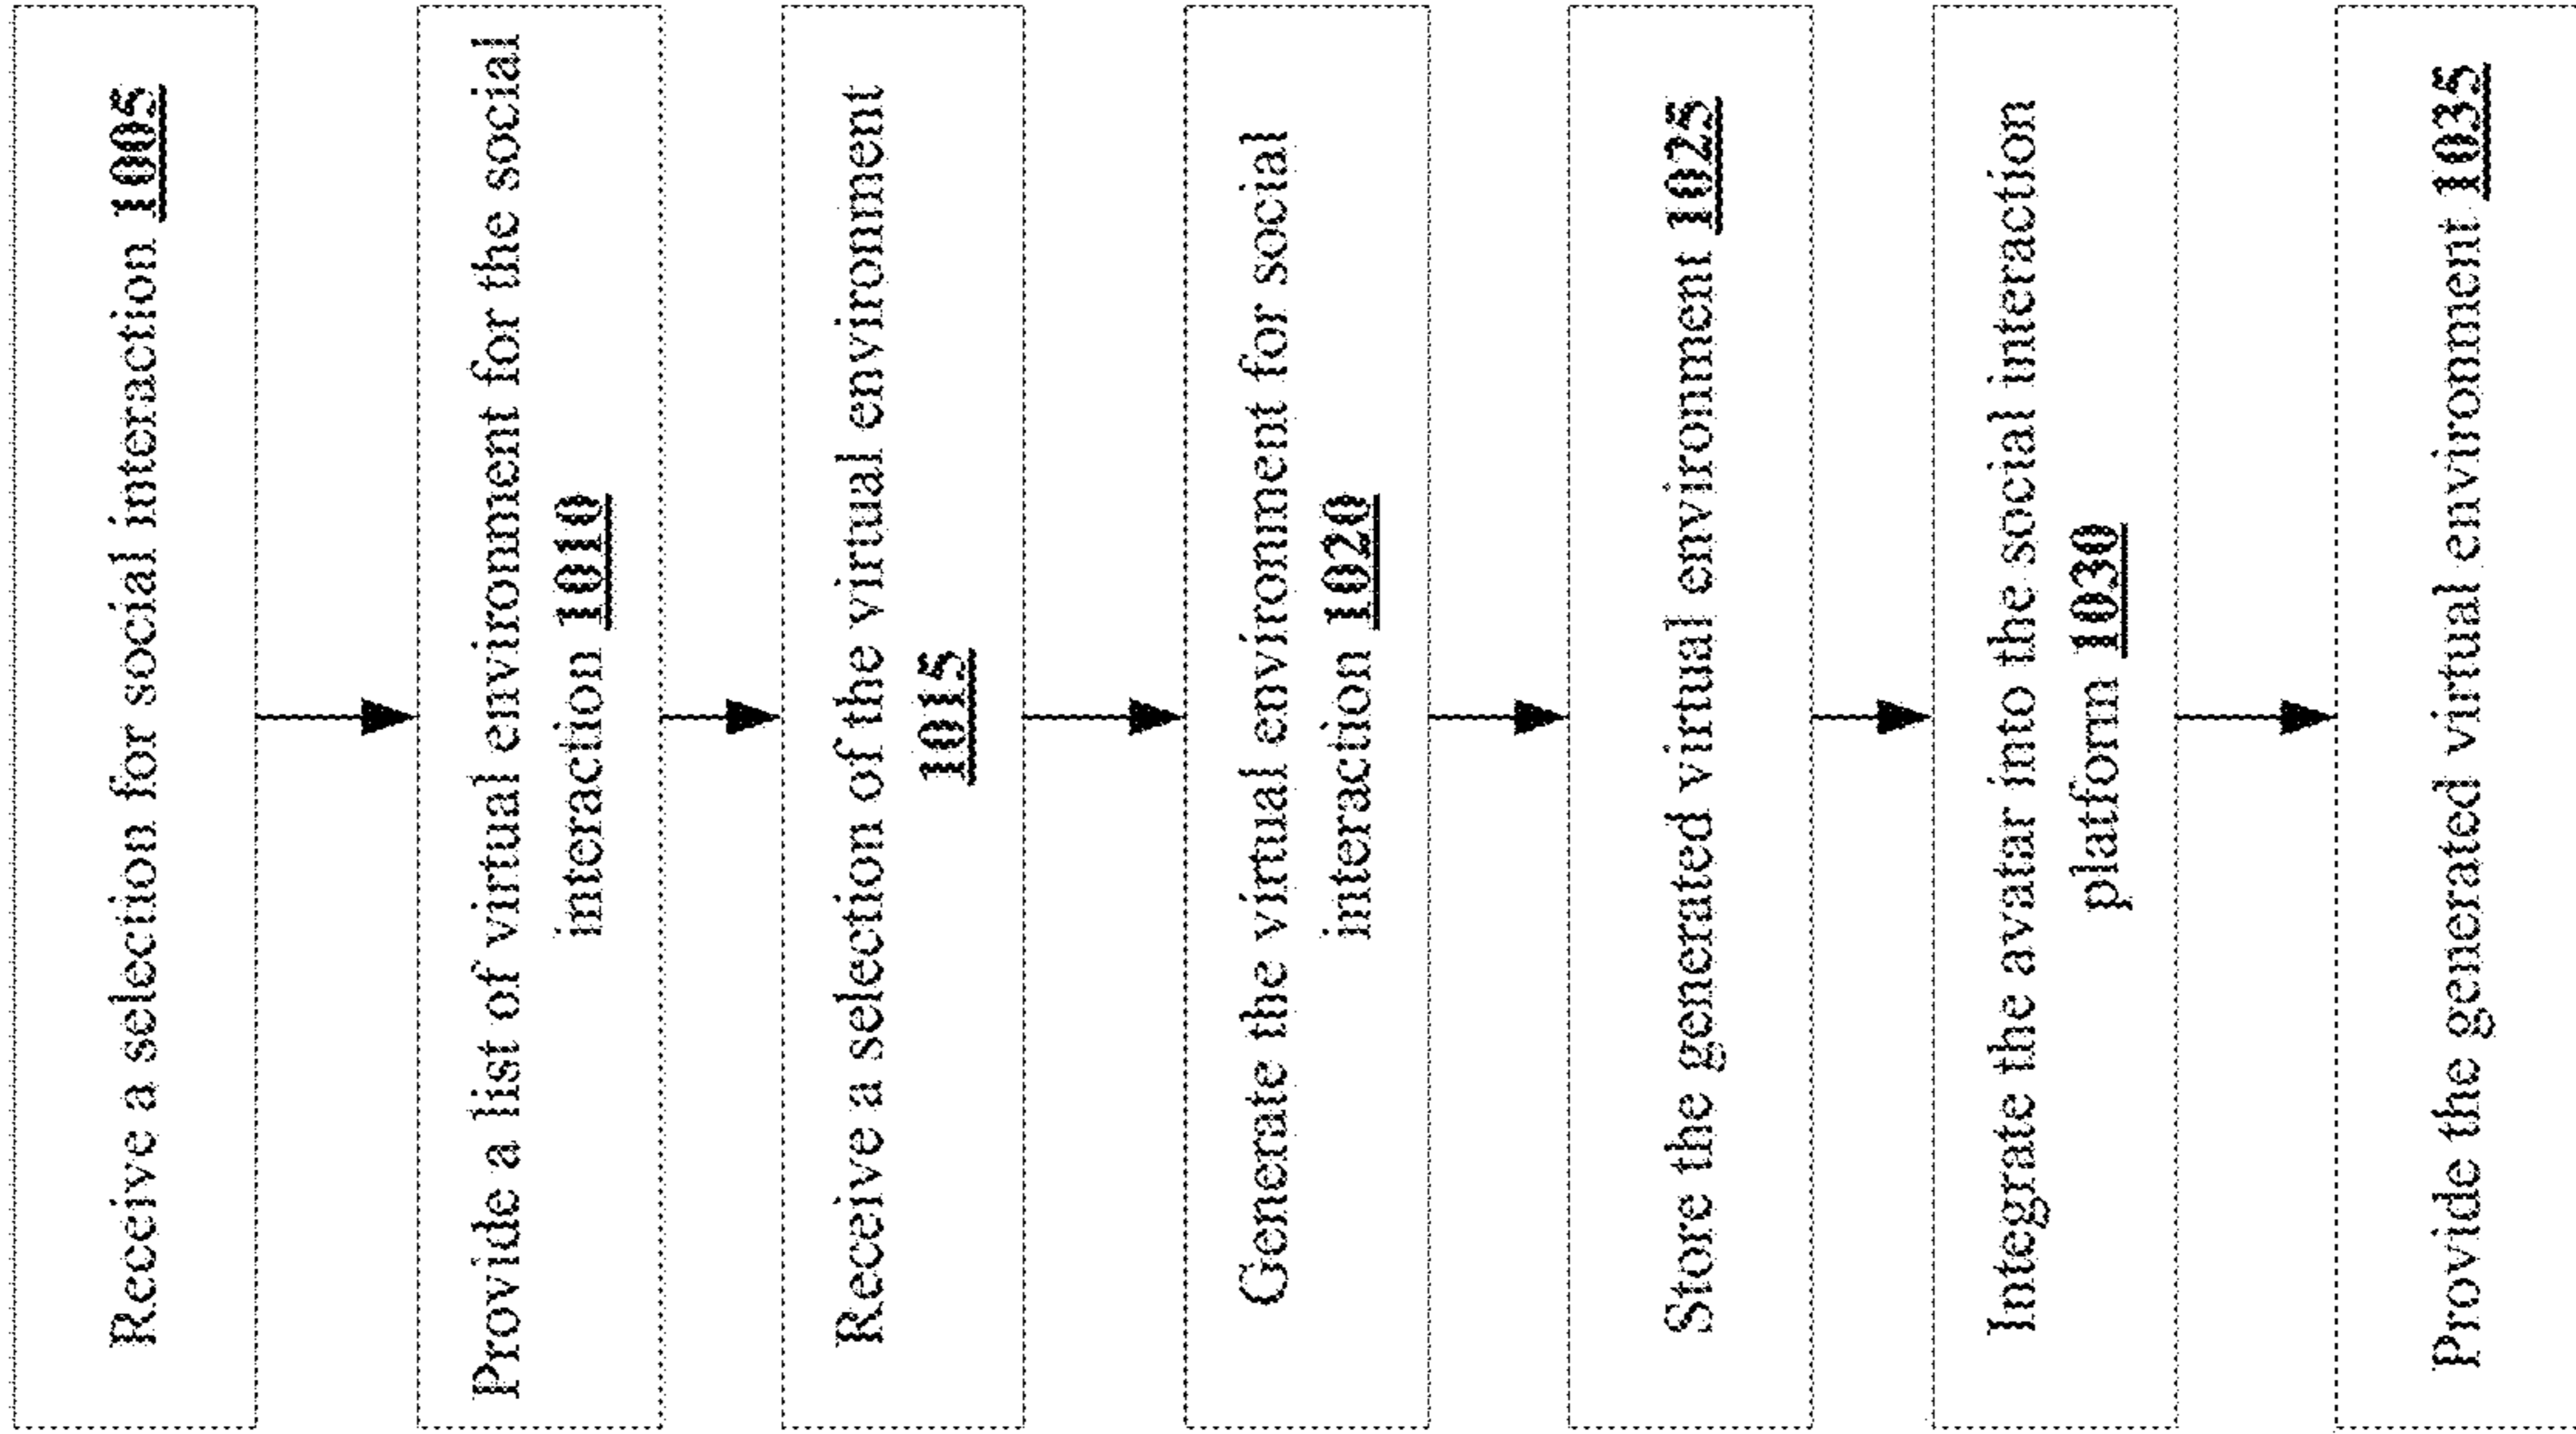 Receive a selection for social interaction 1005
Provide a list of virtual environment for the social
interaction 1010
Receive a selection of the virtual environment
1015
Generate the virtual environment for social
interaction 1020
Store the generated virtual environment 1025
Integrate the avatar into the social interaction
platform 1030
Provide the generated virtual environment 1035